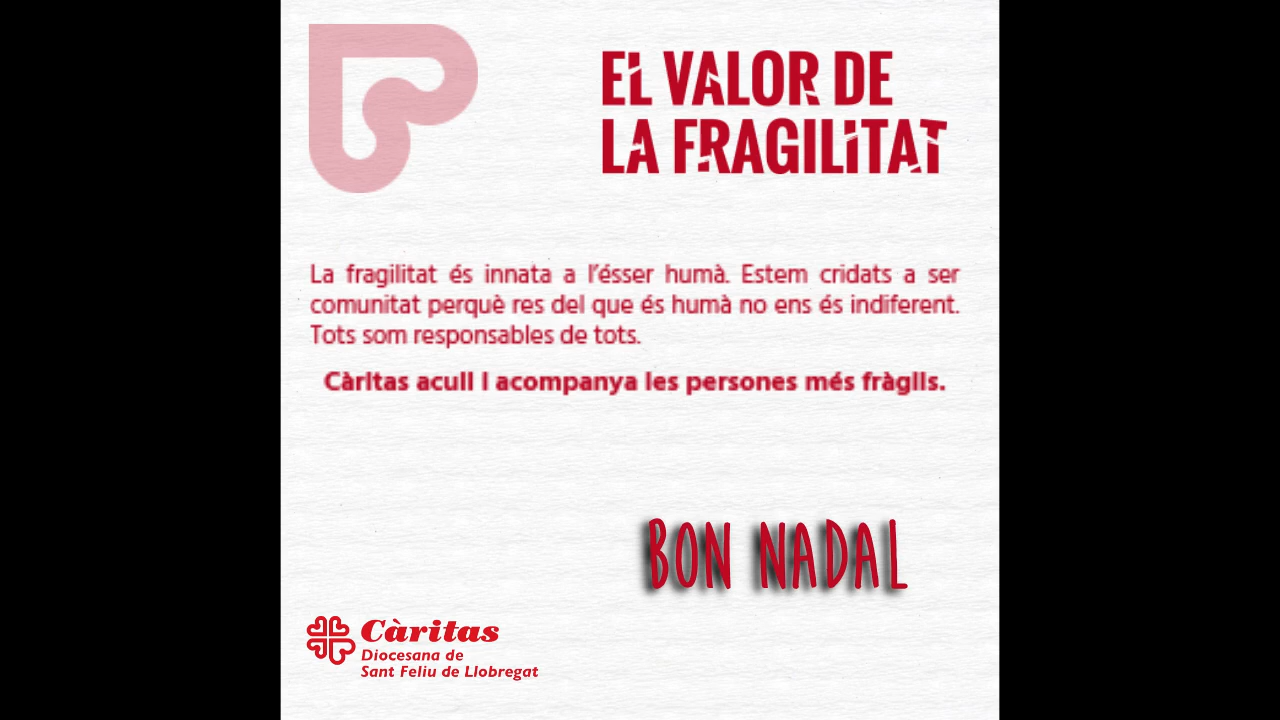 EL VALOR DE
LA FRAGILITAT
La fragilitat és innata a l'ésser humà. Estem cridats a ser
comunitat perquè res del que és humà no ens és indiferent.
Tots som responsables de tots.
Càritas acull i acompanya les persones més fràgils.
BON NADAL
Càritas
Diocesana de
Sant Feliu de Llobregat